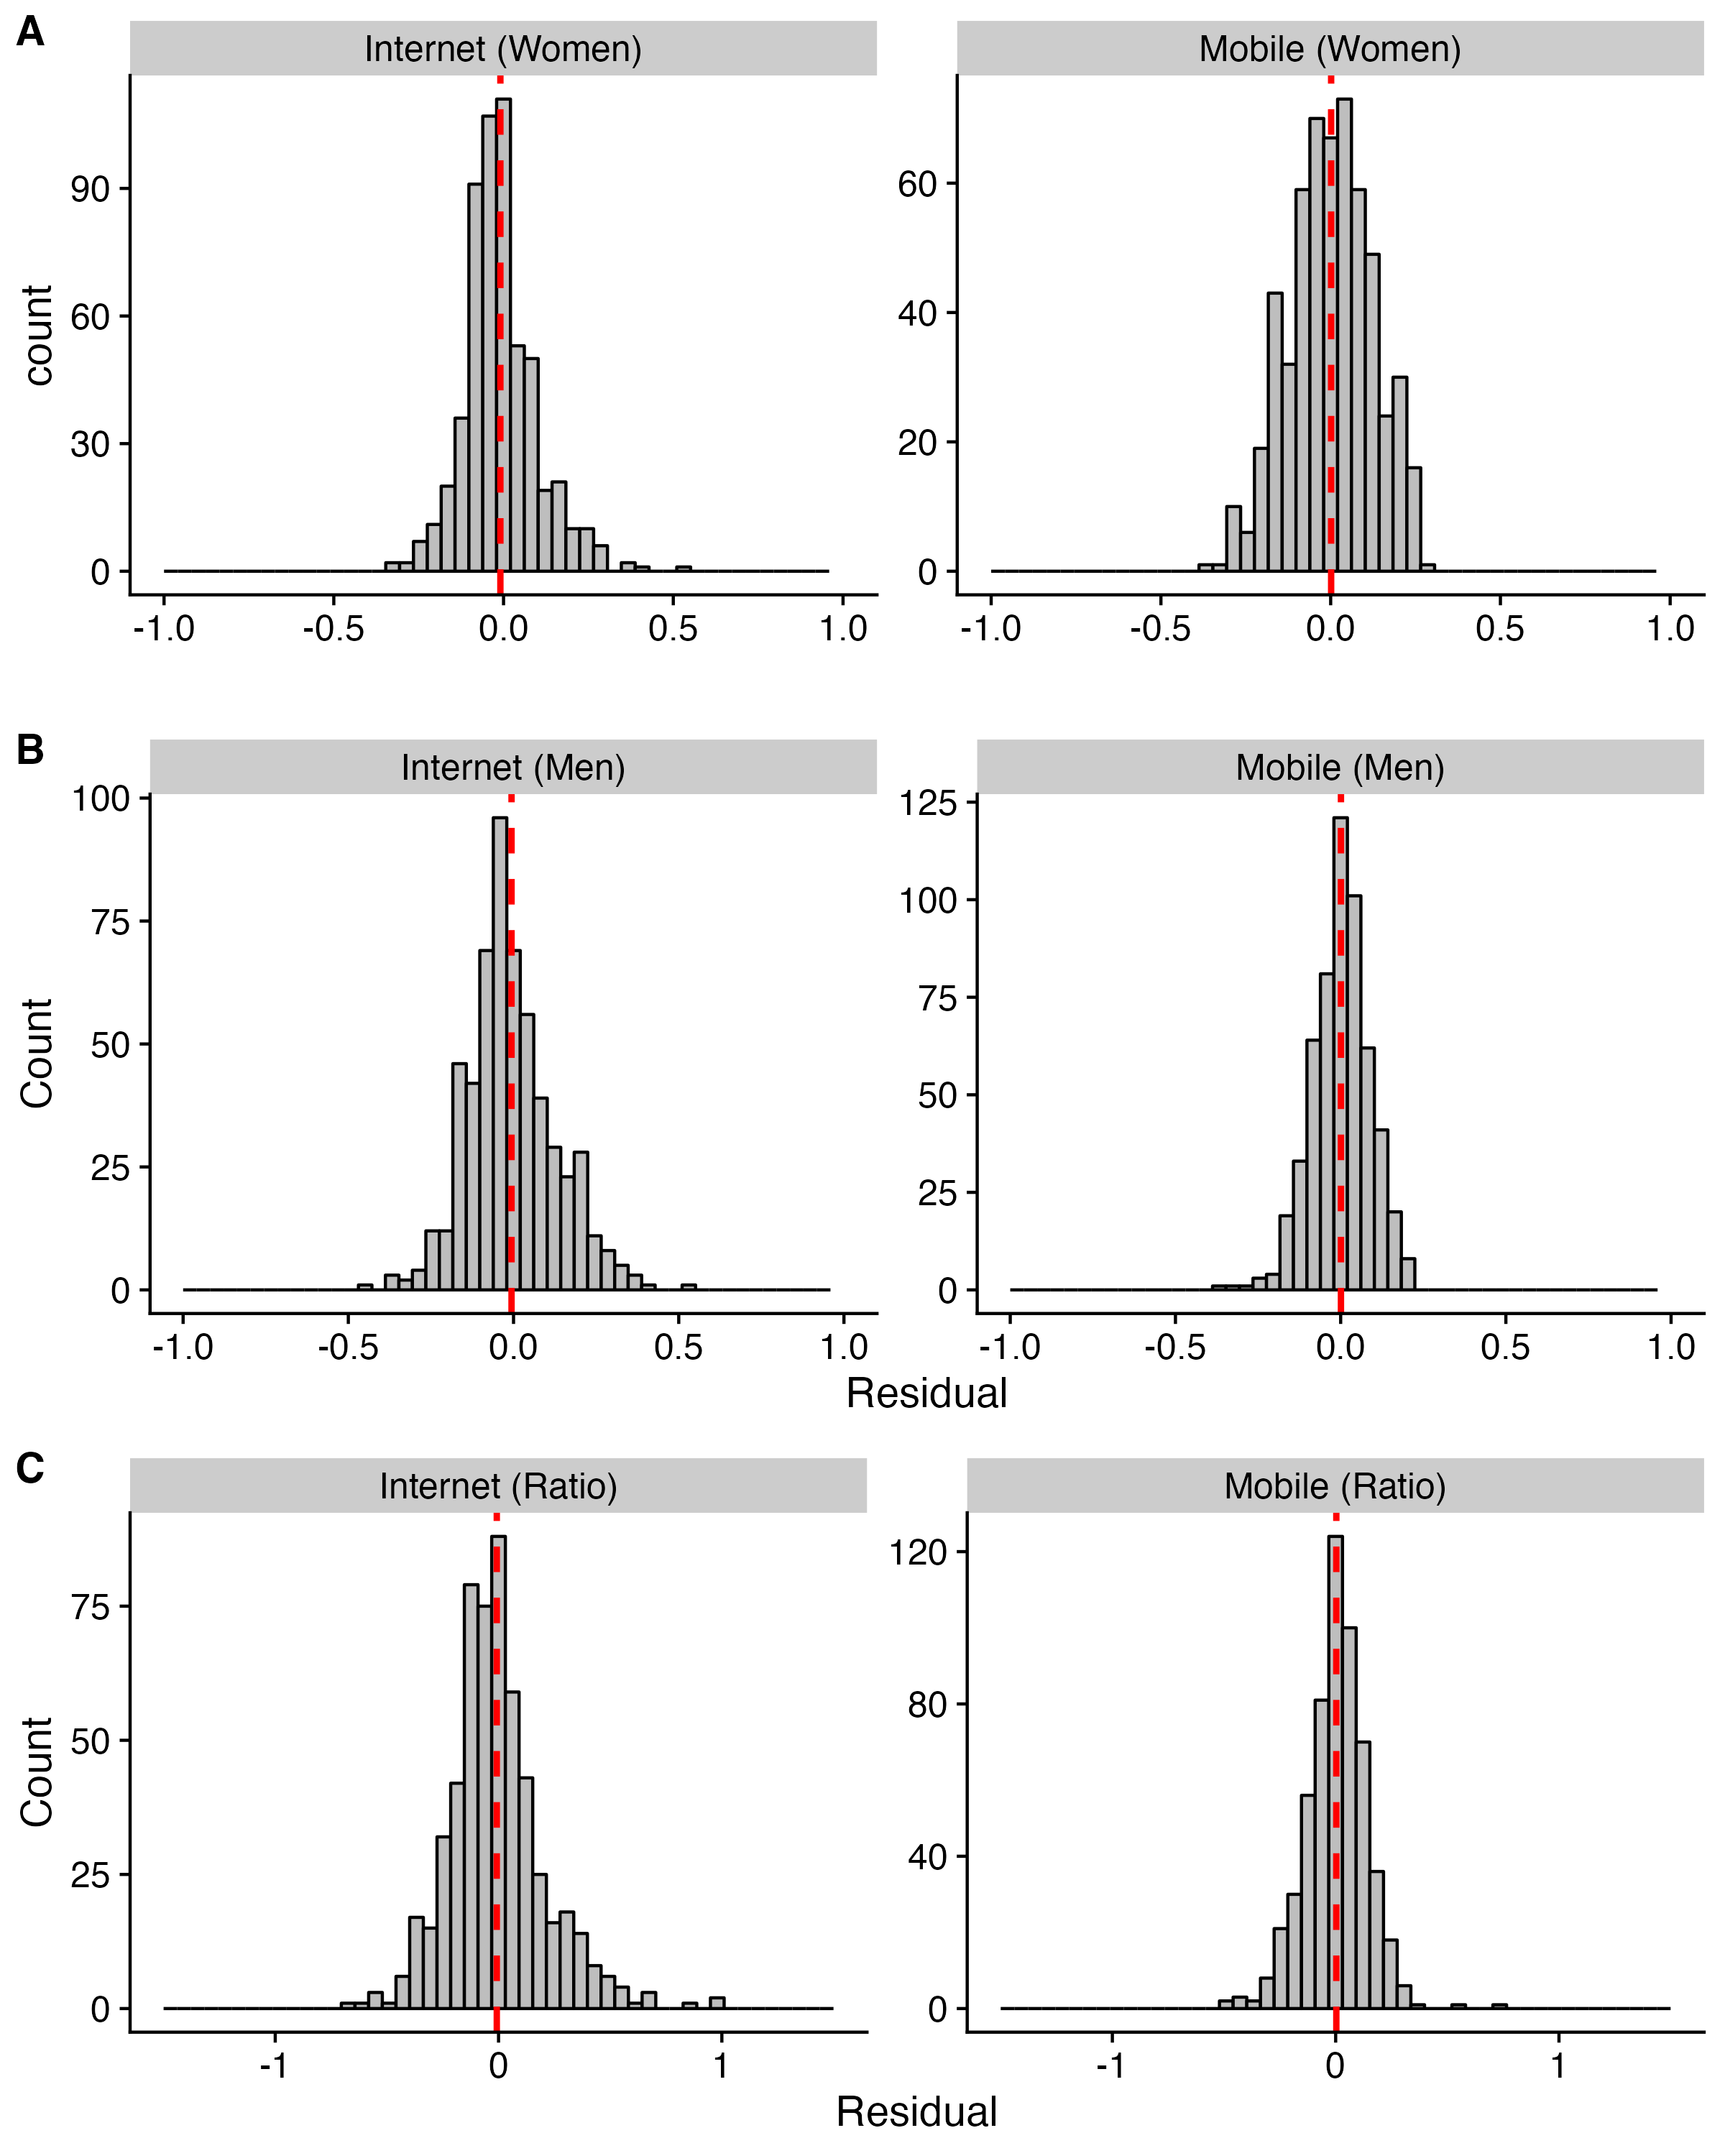 A
Internet (Women)
Mobile (Women)
count
90
60
30
0
-1.0 -0.5 0.0 0.5 1.0
60
40
20
0
-1.0 -0.5 0.0 0.5 1.0
B
Internet (Men)
Mobile (Men)
Count
100
75
50
25
0
-1.0 -0.5 0.0 0.5 1.0
125
100
75
50
25
0
-1.0 -0.5 0.0 0.5 1.0
Residual
C
Internet (Ratio)
Mobile (Ratio)
Count
75
50
25
0
-1 0 1
120
80
40
0
-1 0 1
Residual